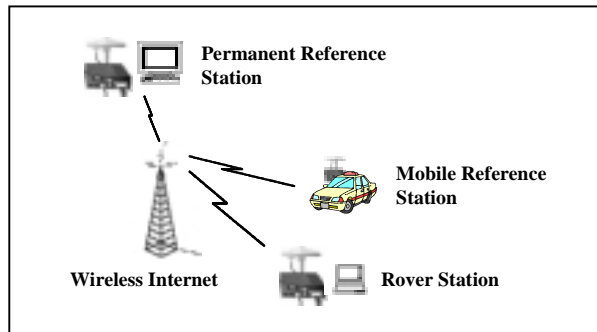 Permanent Reference
Station
Mobile Reference
Station
Wireless Internet
Rover Station